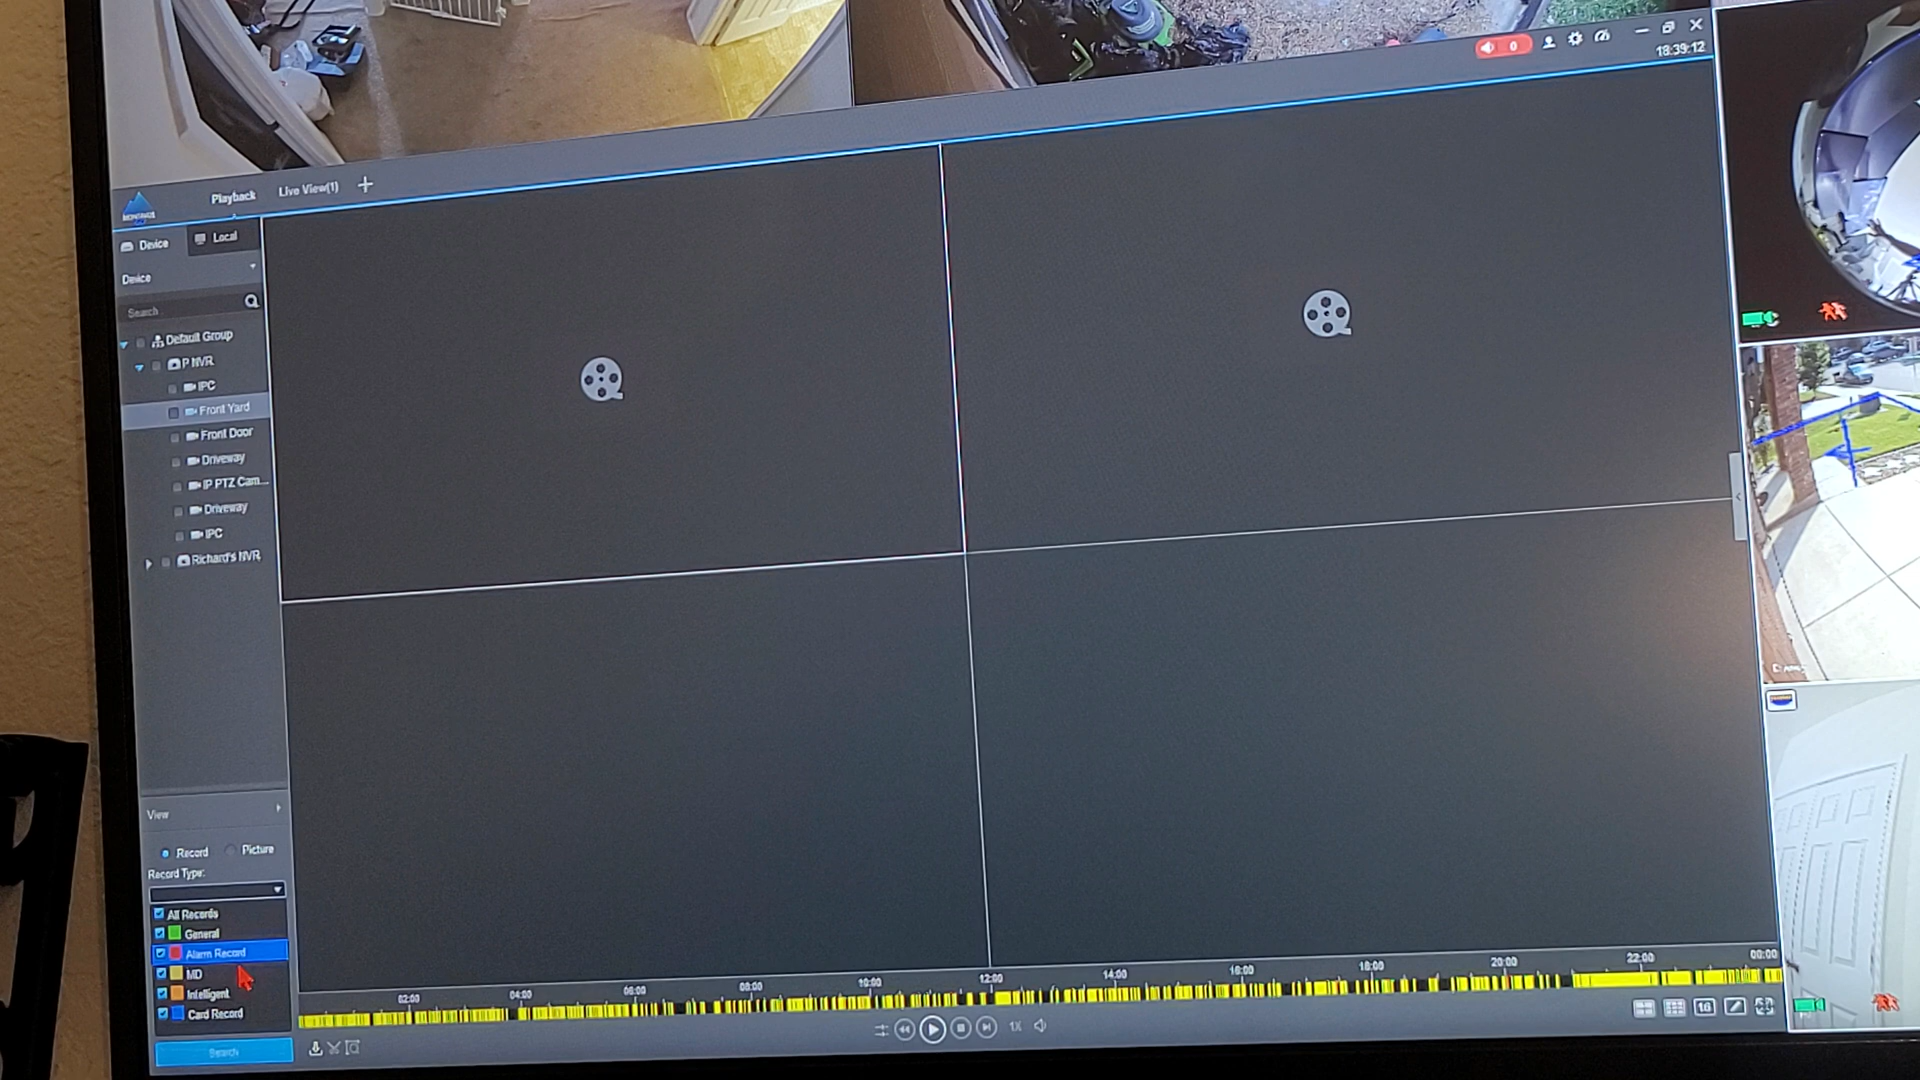 0
18:39:12
MONTAVUE
Playback
Live View(1)
Device
Local
Device
Search
Default Group
P NVR
IPC
Front Yard
Front Door
Driveway
IP PTZ Cam...
Driveway
IPC
Richard's NVR
View
Record
Picture
Record Type:
All Records
General
Alarm Record
MD
Intelligent
Card Record
Search
02:00
04:00
06:00
08:00
10:00
12:00
14:00
16:00
18:00
20:00
22:00
00:00
1X